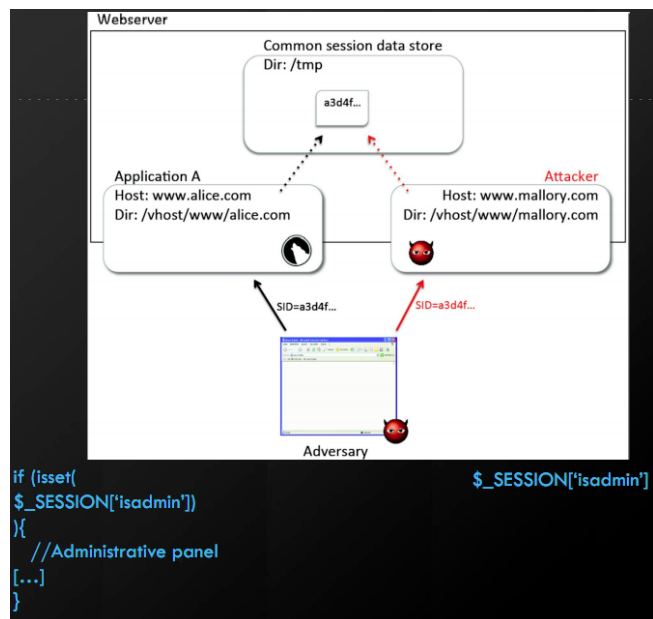 Webserver
Common session data store
Dir: /tmp
a3d4f...
Application A
Host: www.alice.com
Dir: /vhost/www/alice.com
Attacker
Host: www.mallory.com
Dir: /vhost/www/mallory.com
SID=a3d4f...
SID=a3d4f...
Adversary
if (isset(
$_SESSION[‘isadmin’])
){
//Administrative panel
[...]
}
$_SESSION[‘isadmin’]